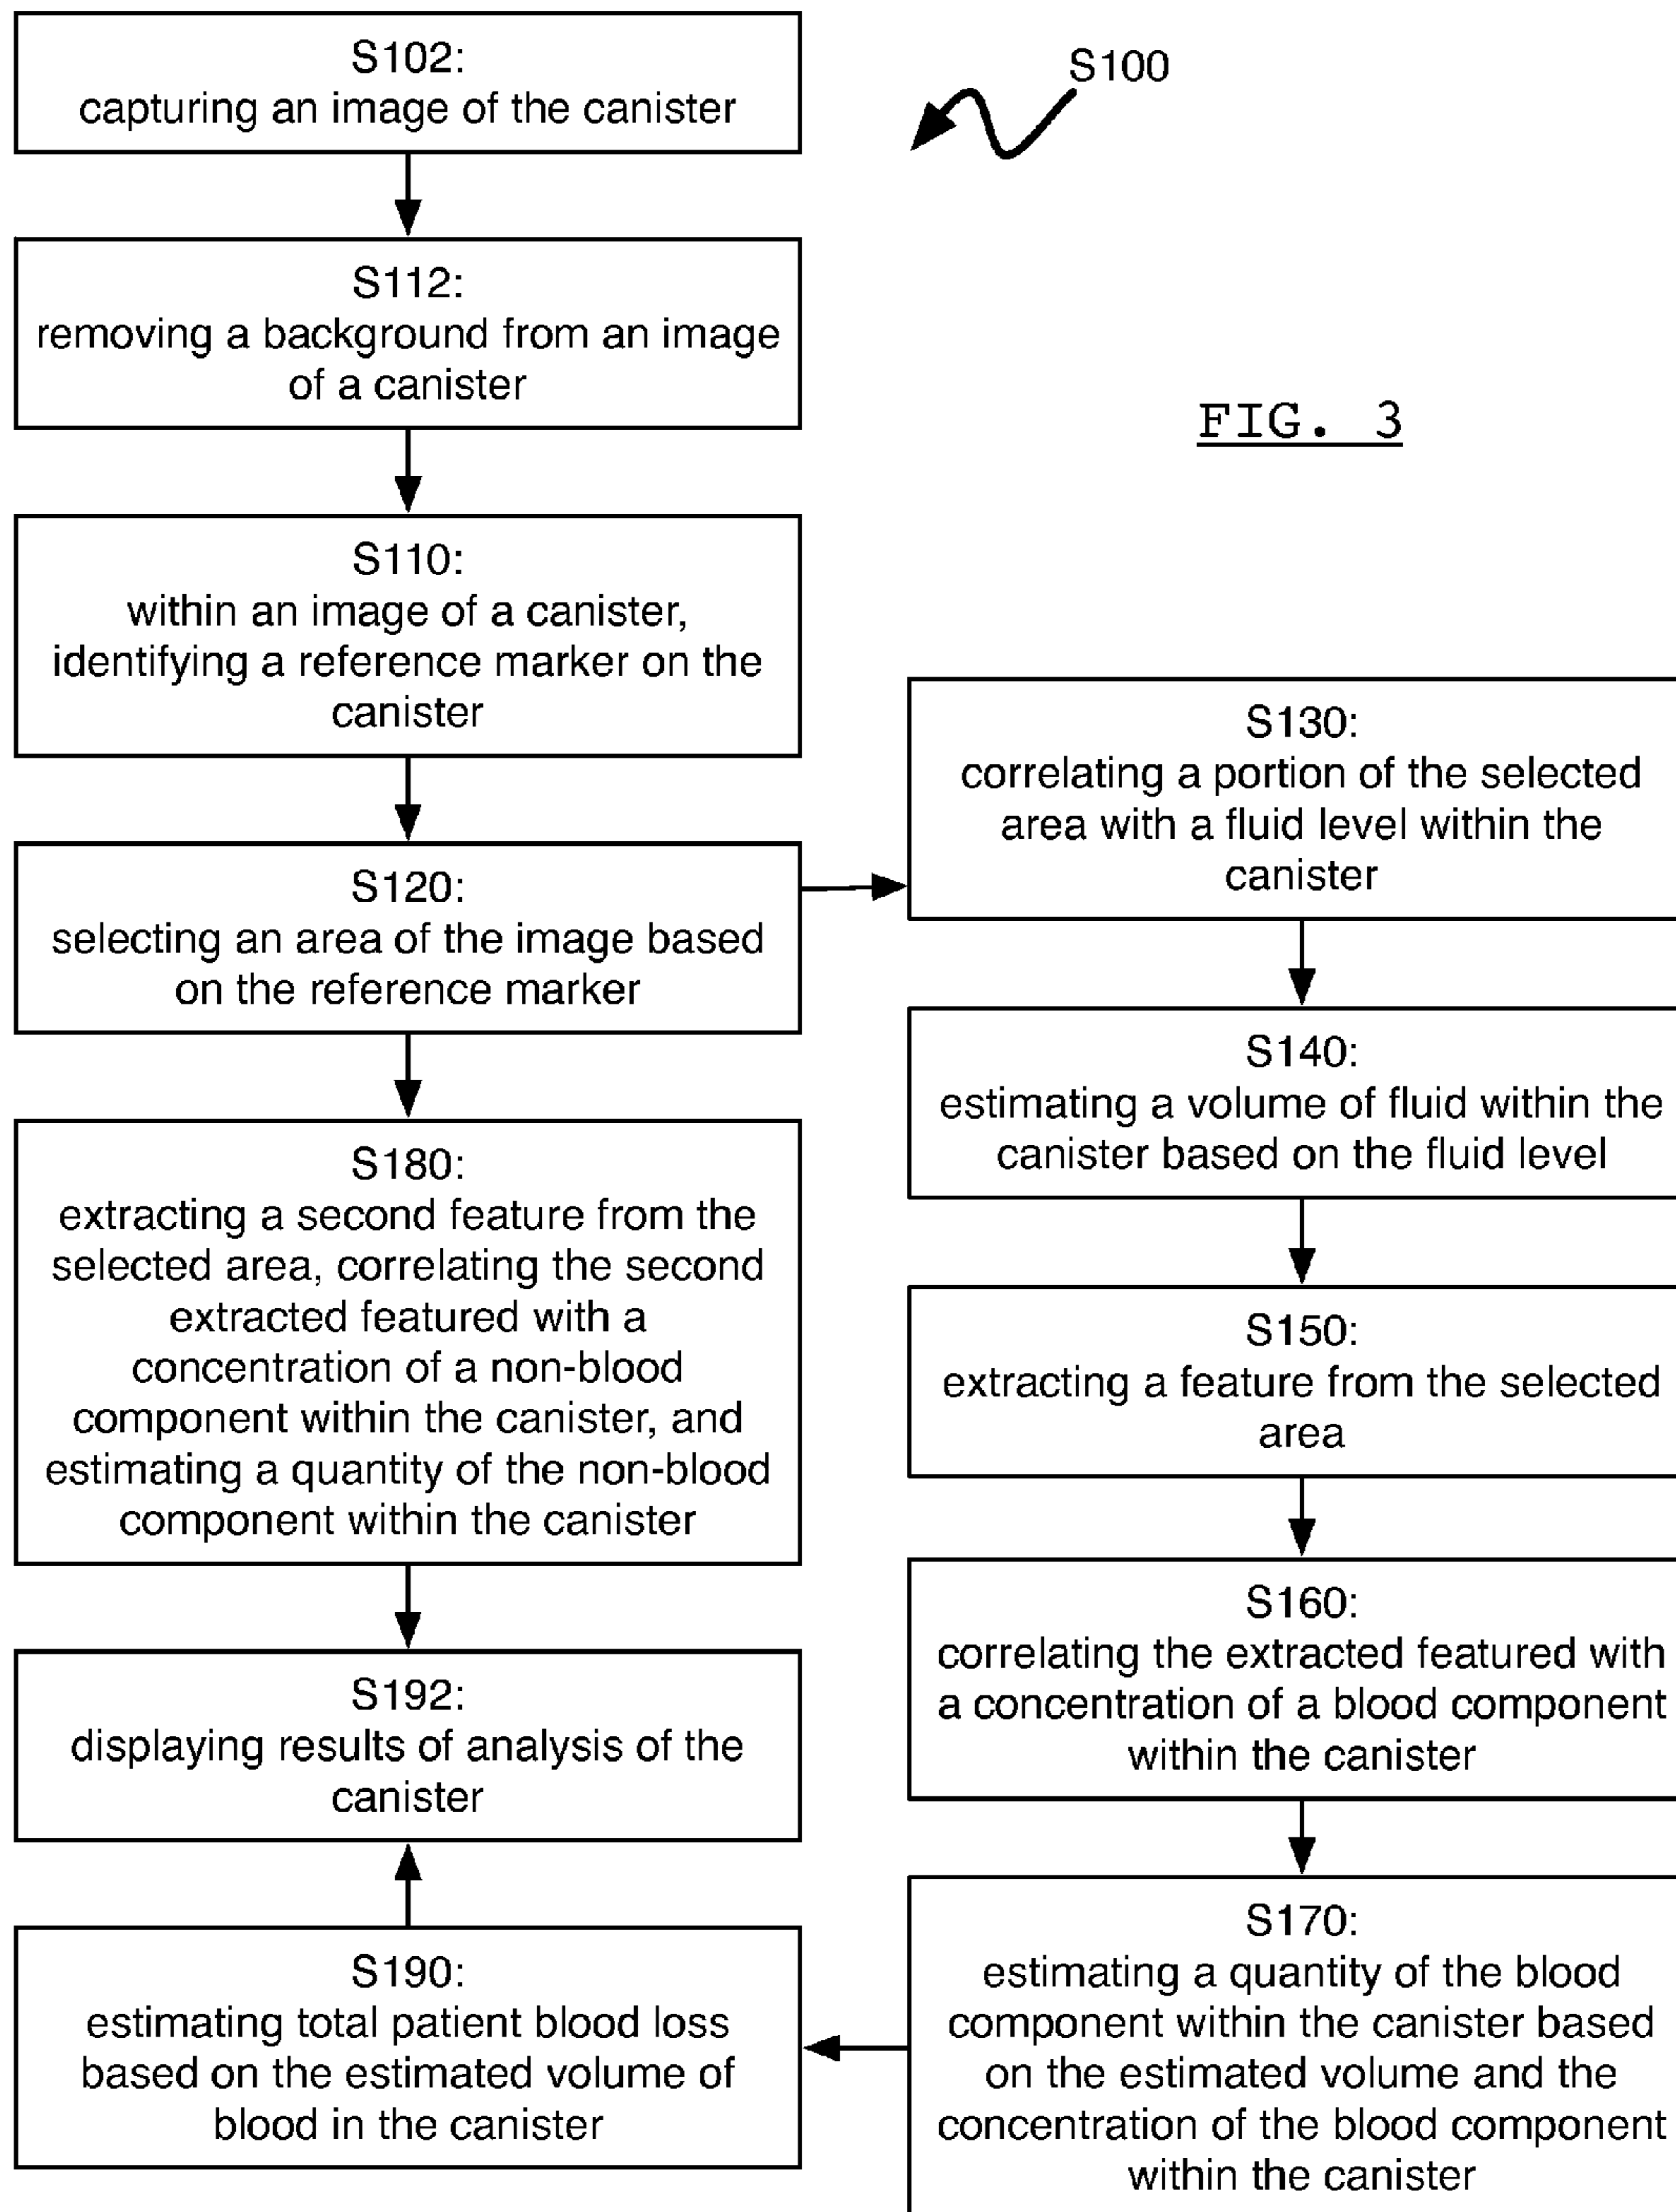 S102:
capturing an image of the canister
S100
S112:
removing a background from an image
of a canister
FIG. 3
S110:
within an image of a canister,
identifying a reference marker on the
canister
S120:
selecting an area of the image based
on the reference marker
S130:
correlating a portion of the selected
area with a fluid level within the
canister
S140:
estimating a volume of fluid within the
canister based on the fluid level
S150:
extracting a feature from the selected
area
S160:
correlating the extracted featured with
a concentration of a blood component
within the canister
S170:
estimating a quantity of the blood
component within the canister based
on the estimated volume and the
concentration of the blood component
within the canister
S180:
extracting a second feature from the
selected area, correlating the second
extracted featured with a
concentration of a non-blood
component within the canister, and
estimating a quantity of the non-blood
component within the canister
S192:
displaying results of analysis of the
canister
S190:
estimating total patient blood loss
based on the estimated volume of
blood in the canister